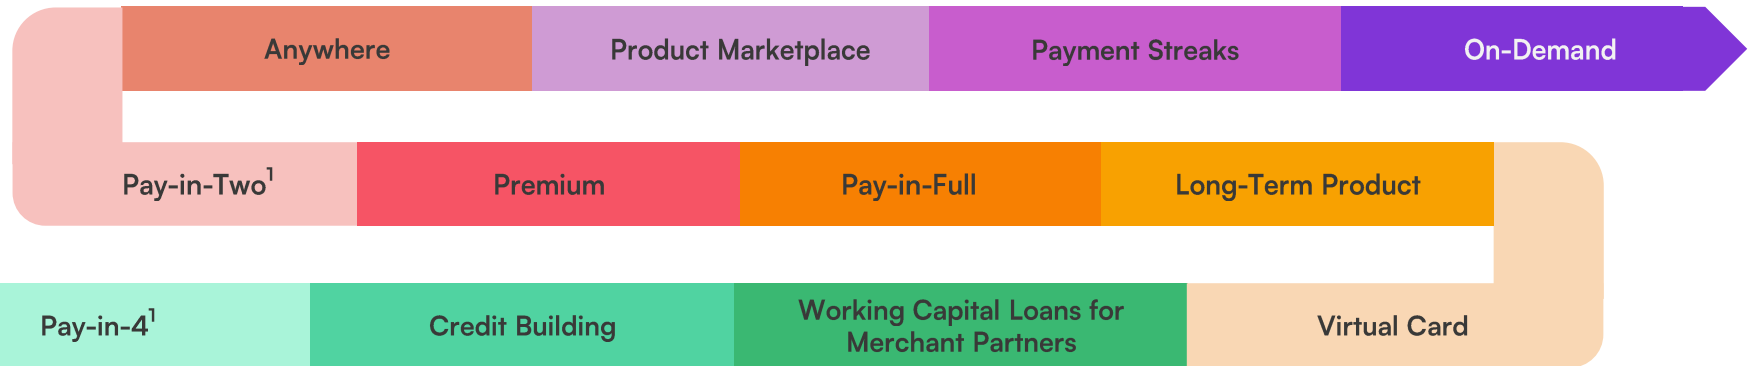 Anywhere
Product Marketplace
Payment Streaks
On-Demand
Pay-in-Two¹
Premium
Pay-in-Full
Long-Term Product
Pay-in-4¹
Credit Building
Working Capital Loans for
Merchant Partners
Virtual Card